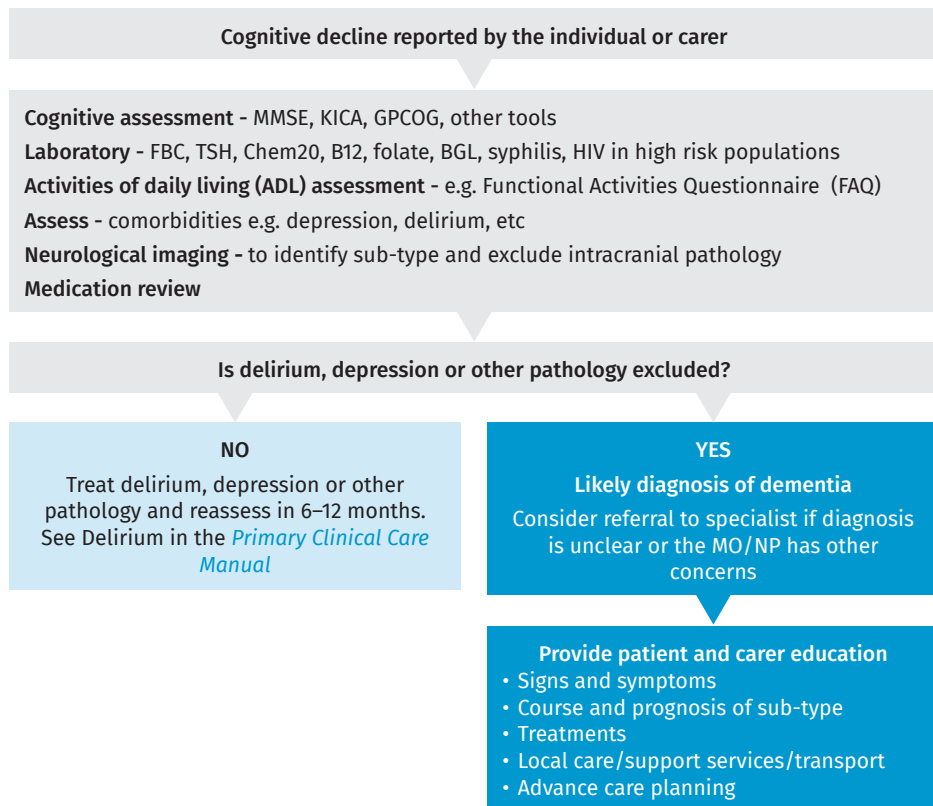 Cognitive decline reported by the individual or carer
Cognitive assessment - MMSE, KICA, GPCOG, other tools
Laboratory - FBC, TSH, Chem20, B12, folate, BGL, syphilis, HIV in high risk populations
Activities of daily living (ADL) assessment - e.g. Functional Activities Questionnaire (FAQ)
Assess - comorbidities e.g. depression, delirium, etc
Neurological imaging - to identify sub-type and exclude intracranial pathology
Medication review
Is delirium, depression or other pathology excluded?
NO
Treat delirium, depression or other
pathology and reassess in 6–12 months.
See Delirium in the Primary Clinical Care
Manual
YES
Likely diagnosis of dementia
Consider referral to specialist if diagnosis
is unclear or the MO/NP has other
concerns
Provide patient and carer education
• Signs and symptoms
• Course and prognosis of sub-type
• Treatments
• Local care/support services/transport
• Advance care planning